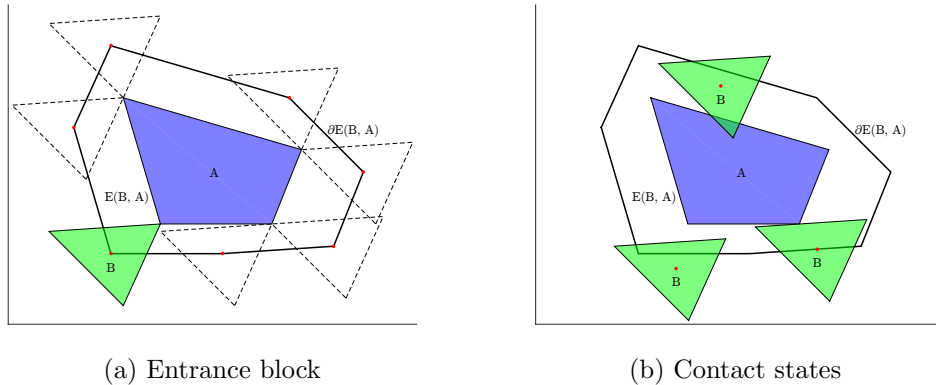 ∂E(B, A)
A
E(B, A)
B
(a) Entrance block
B
∂E(B, A)
A
E(B, A)
B
B
(b) Contact states